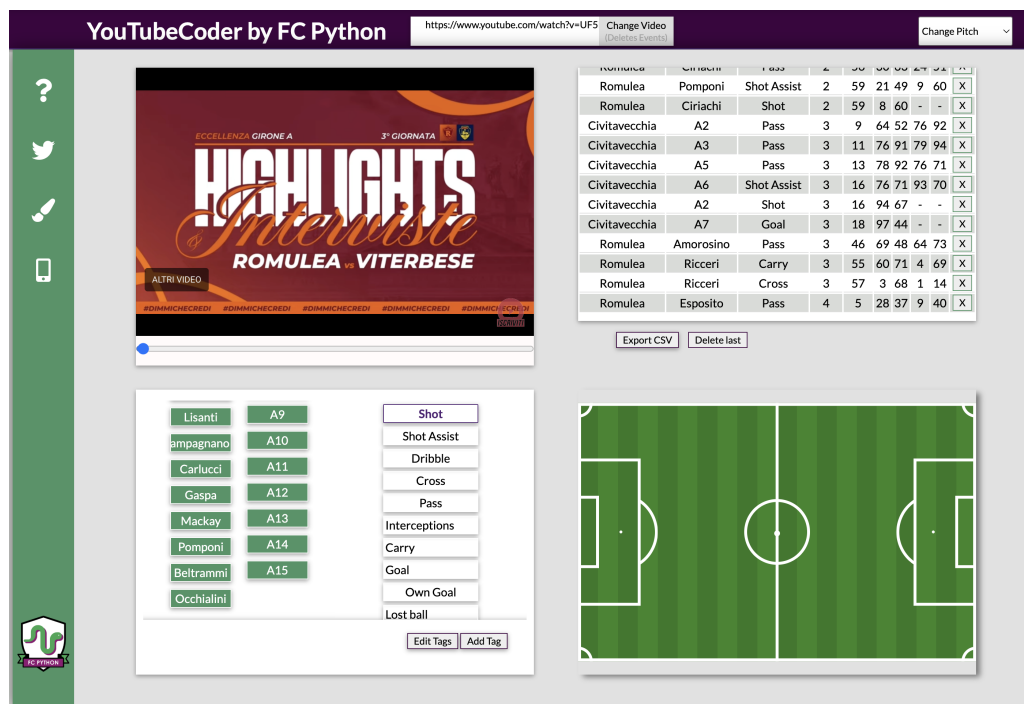 YouTubeCoder by FC Python
https://www.youtube.com/watch?v=UF5
Change Video
(Deletes Events)
Change Pitch
ECCELLENZA GIRONE A
3ª GIORNATA
HIGHLIGHTS
& Interviste
ROMULEA vs VITERBESE
ALTRI VIDEO
#DIMMICHECREDI #DIMMICHECREDI #DIMMICHECREDI #DIMMICHECREDI #DIMMICHECREDI
Romulea Ciriachi Pass 2
Romulea Pomponi Shot Assist 2 59 21 49 9 60 X
Romulea Ciriachi Shot 2 59 8 60 - - X
Civitavecchia A2 Pass 3 9 64 52 76 92 X
Civitavecchia A3 Pass 3 11 76 91 79 94 X
Civitavecchia A5 Pass 3 13 78 92 76 71 X
Civitavecchia A6 Shot Assist 3 16 76 71 93 70 X
Civitavecchia A2 Shot 3 16 94 67 - - X
Civitavecchia A7 Goal 3 18 97 44 - - X
Romulea Amorosino Pass 3 46 69 48 64 73 X
Romulea Ricceri Carry 3 55 60 71 4 69 X
Romulea Ricceri Cross 3 57 3 68 1 14 X
Romulea Esposito Pass 4 5 28 37 9 40 X
Export CSV
Delete last
Lisanti
ampagnano
Carlucci
Gaspa
Mackay
Pomponi
Beltrammi
Occhialini
A9
A10
A11
A12
A13
A14
A15
Shot
Shot Assist
Dribble
Cross
Pass
Interceptions
Carry
Goal
Own Goal
Lost ball
Edit Tags
Add Tag
FC PYTHON